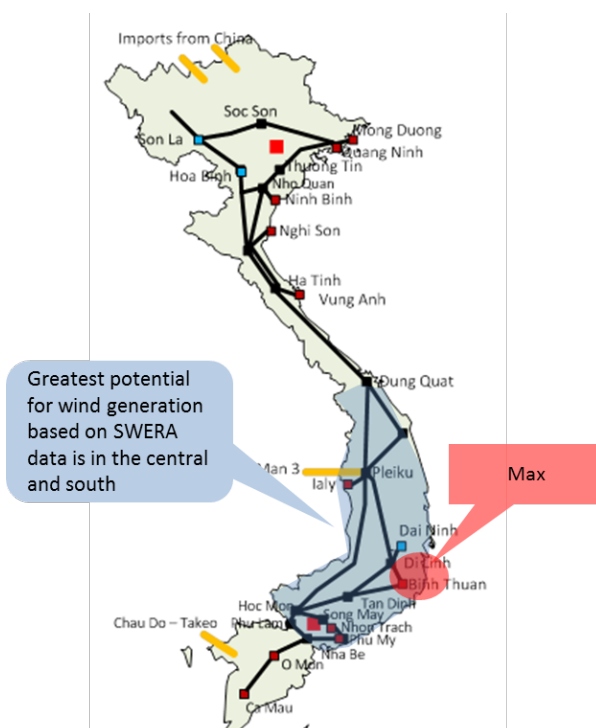 Imports from China
Soc Son
Mong Duong
Son La
Quang Ninh
Thuong Tin
Hoa Binh
Nho Quan
Ninh Binh
Nghi Son
Ha Tinh
Vung Anh
Dung Quat
Greatest potential
for wind generation
based on SWERA
data is in the central
and south
Man 3
Pleiku
Ialy
Max
Dai Ninh
Di Linh
Binh Thuan
Hoc Mon
Tan Dinh
Song May
Chau Do – Takeo
Phu Lam
Nhon Trach
Phu My
Nha Be
O Mon
Ca Mau